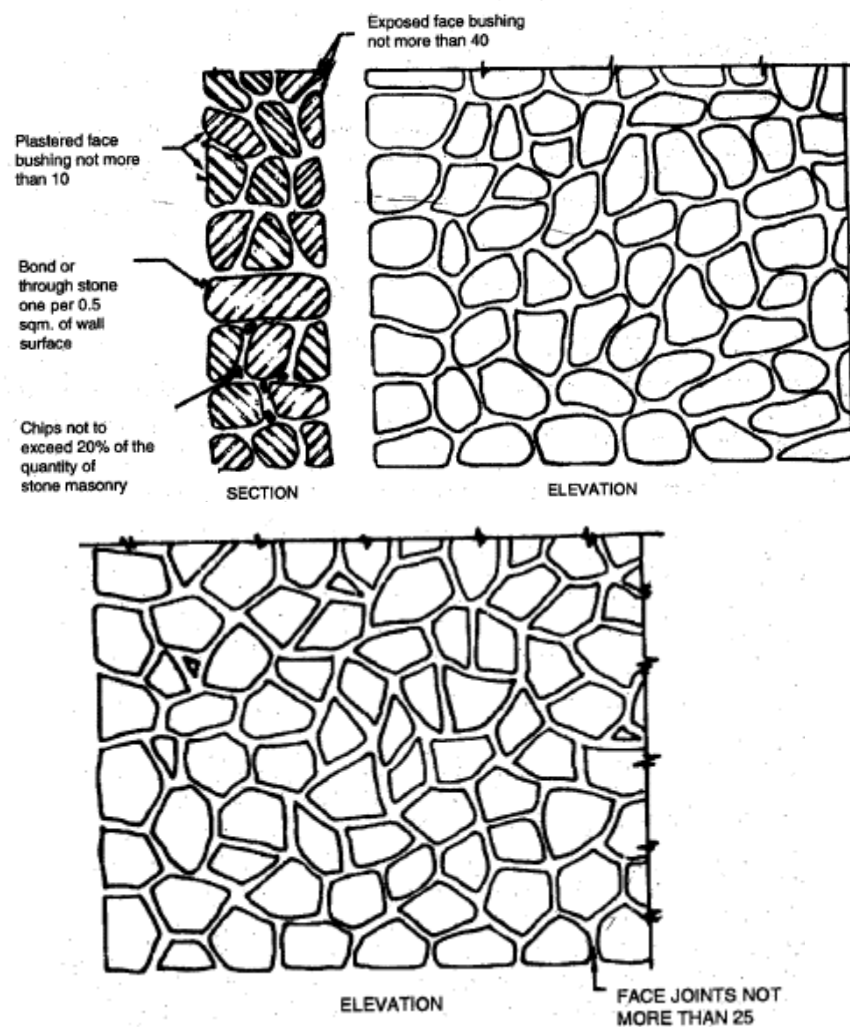 Exposed face bushing
not more than 40
Plastered face
bushing not more
than 10
Bond or
through stone
one per 0.5
sqm. of wall
surface
Chips not to
exceed 20% of the
quantity of
stone masonry
SECTION
ELEVATION
ELEVATION
FACE JOINTS NOT
MORE THAN 25